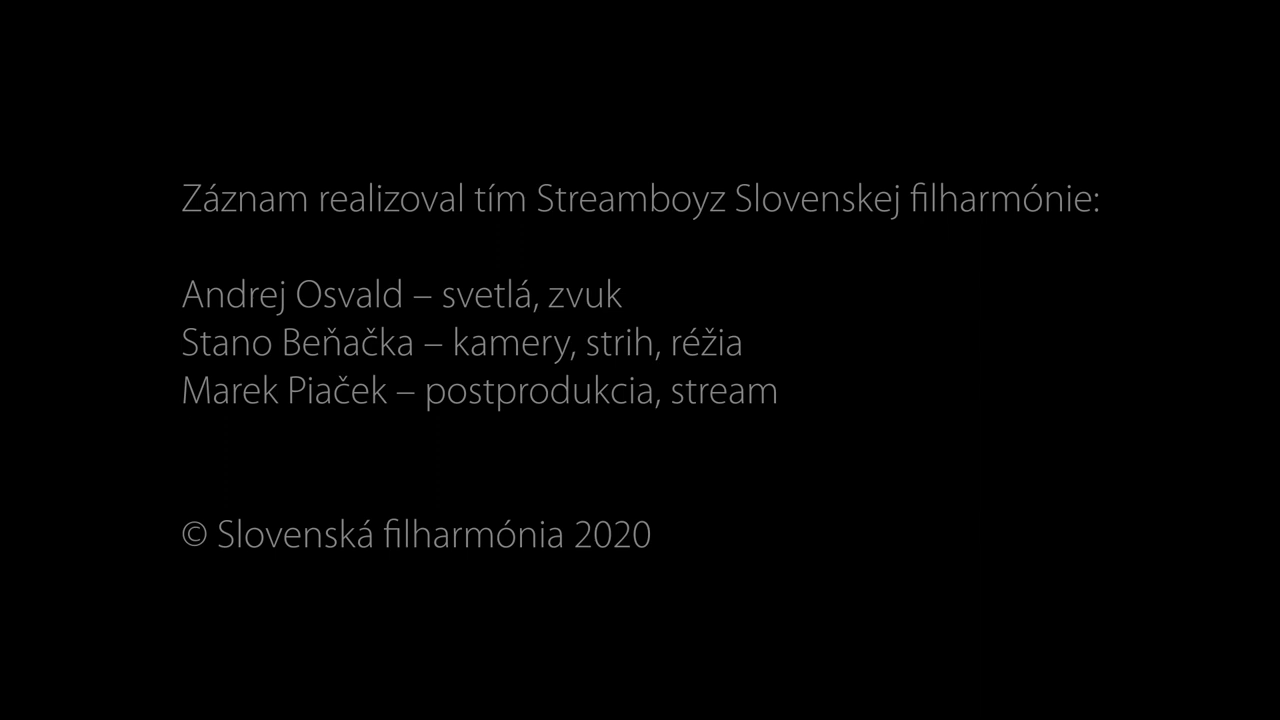 Záznam realizoval tím Streamboyz Slovenskej filharmónie:
Andrej Osvald – svetlá, zvuk
Stano Beňačka – kamery, strih, réžia
Marek Piaček – postprodukcia, stream
© Slovenská filharmónia 2020